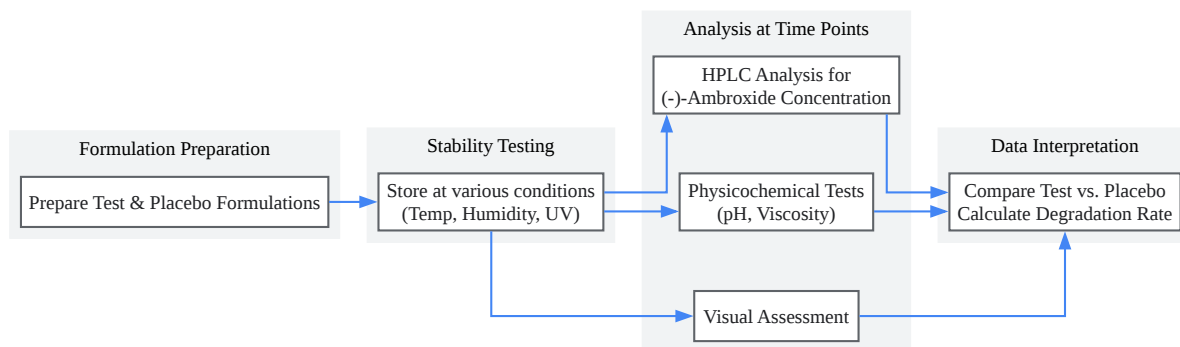 Formulation Preparation
Prepare Test & Placebo Formulations
Stability Testing
Store at various conditions
(Temp, Humidity, UV)
Analysis at Time Points
HPLC Analysis for
(-)-Ambroxide Concentration
Physicochemical Tests
(pH, Viscosity)
Visual Assessment
Data Interpretation
Compare Test vs. Placebo
Calculate Degradation Rate